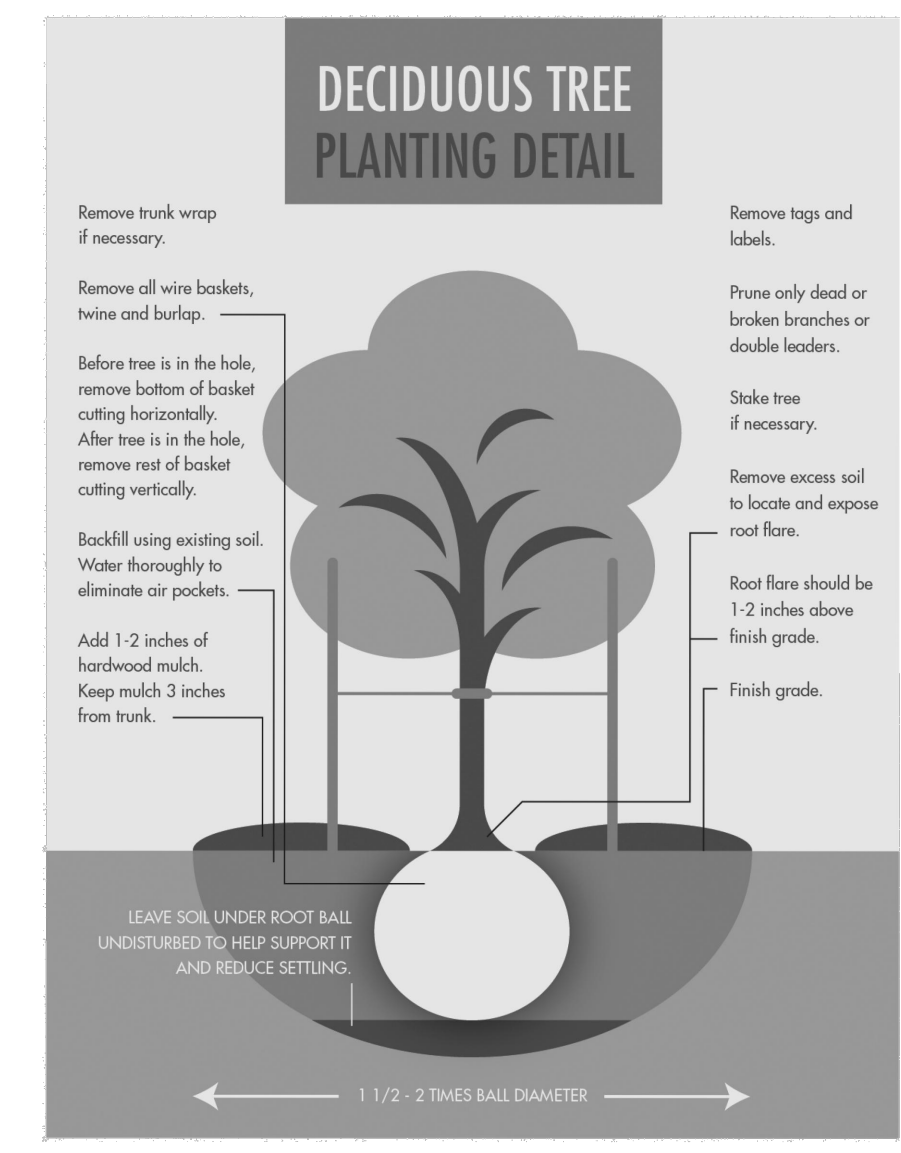 DECIDUOUS TREE
PLANTING DETAIL
Remove trunk wrap
if necessary.
Remove all wire baskets,
twine and burlap.
Before tree is in the hole,
remove bottom of basket
cutting horizontally.
After tree is in the hole,
remove rest of basket
cutting vertically.
Backfill using existing soil.
Water thoroughly to
eliminate air pockets.
Add 1-2 inches of
hardwood mulch.
Keep mulch 3 inches
from trunk.
Remove tags and
labels.
Prune only dead or
broken branches or
double leaders.
Stake tree
if necessary.
Remove excess soil
to locate and expose
root flare.
Root flare should be
1-2 inches above
finish grade.
Finish grade.
LEAVE SOIL UNDER ROOT BALL
UNDISTURBED TO HELP SUPPORT IT
AND REDUCE SETTLING.
1 1/2 - 2 TIMES BALL DIAMETER